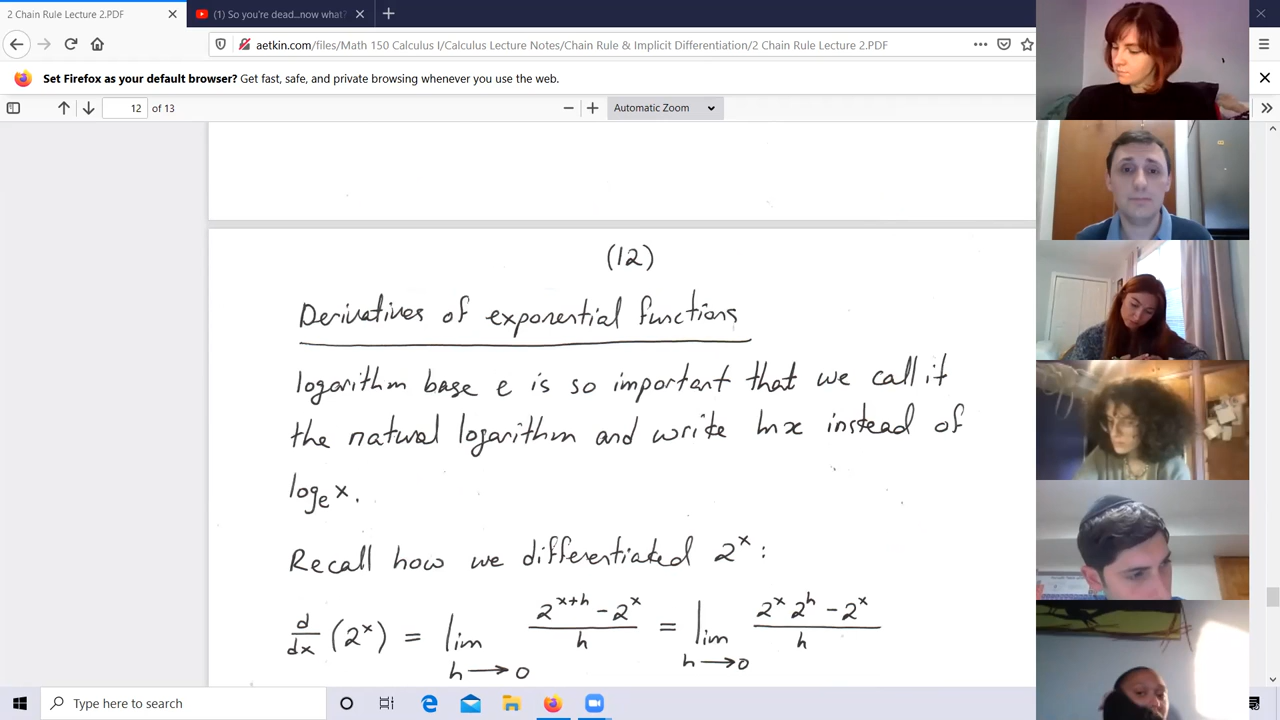 2 Chain Rule Lecture 2.PDF
(1) So you're dead...now what?
aetkin.com/files/Math 150 Calculus I/Calculus Lecture Notes/Chain Rule & Implicit Differentiation/2 Chain Rule Lecture 2.PDF
Set Firefox as your default browser? Get fast, safe, and private browsing whenever you use the web.
12 of 13
Automatic Zoom
(12)
Derivatives of exponential functions
logarithm base e is so important that we call it
the natural logarithm and write ln x instead of
logₑ x.
Recall how we differentiated 2ˣ:
d/dx (2ˣ) = lim h→0 (2ˣ⁺ʰ - 2ˣ)/h = lim h→0 (2ˣ 2ʰ - 2ˣ)/h
Type here to search